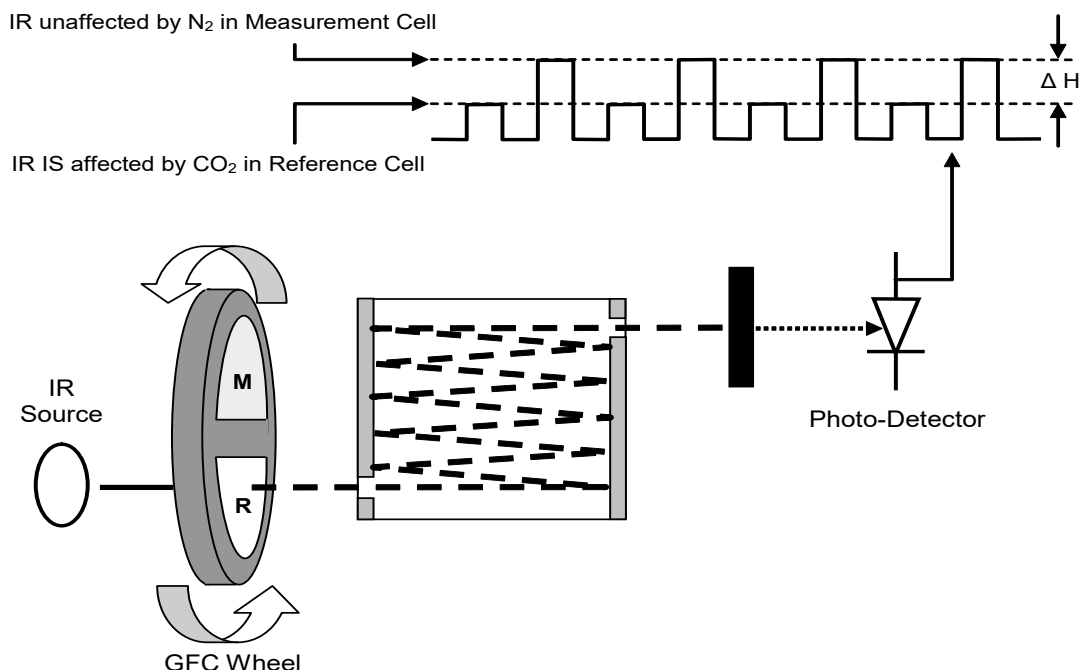 IR unaffected by N₂ in Measurement Cell
Δ H
IR IS affected by CO₂ in Reference Cell
M
IR
Source
R
Photo-Detector
GFC Wheel